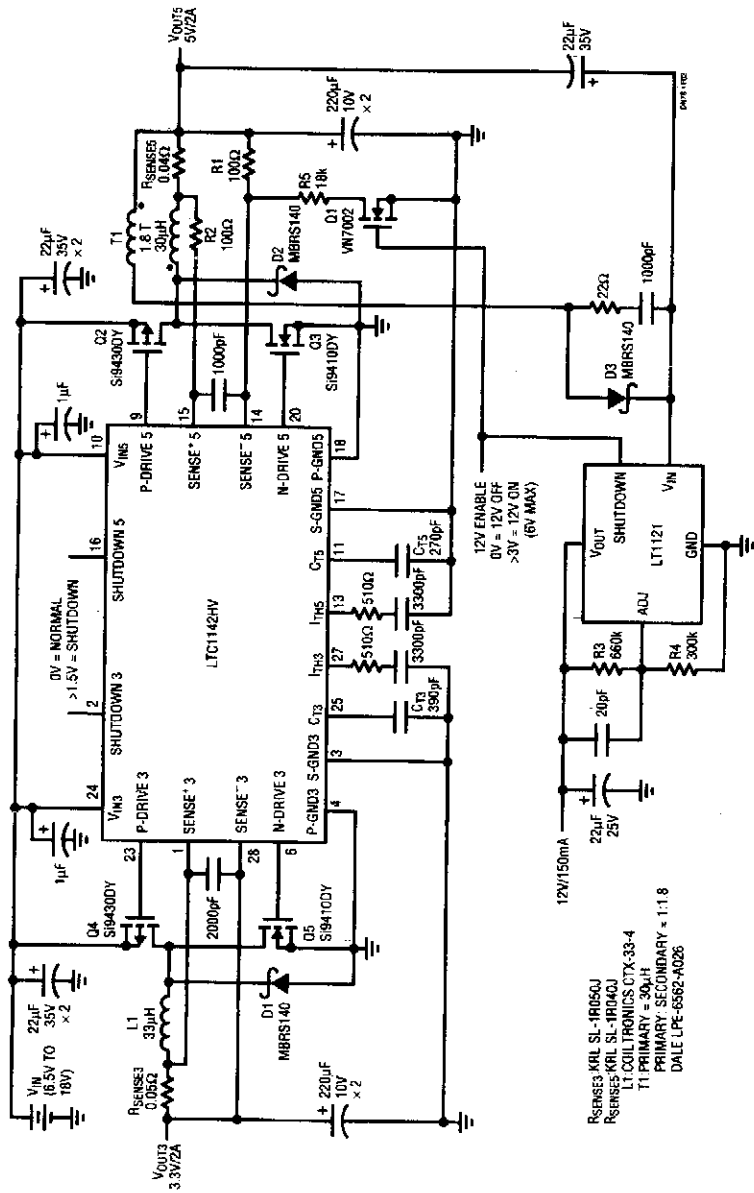 VIN
(6.5V TO
18V)
+
22µF
35V
× 2
+
1µF
24
VIN3
2
SHUTDOWN 3
0V = NORMAL
>1.5V = SHUTDOWN
16
SHUTDOWN 5
10
VIN5
+
1µF
+
22µF
35V
× 2
Q4
Si9430DY
23
P-DRIVE 3
LTC1142HV
P-DRIVE 5
9
Q2
Si9430DY
T1
1.8 T
30µH
RSENSE5
0.04Ω
VOUT5
5V/2A
VOUT3
3.3V/2A
RSENSE3
0.05Ω
L1
33µH
1
SENSE+ 3
2000pF
28
SENSE– 3
SENSE+ 5
15
1000pF
SENSE– 5
14
R2
100Ω
R1
100Ω
D1
MBRS140
Q5
Si9410DY
6
N-DRIVE 3
N-DRIVE 5
20
Q3
Si9410DY
D2
MBRS140
R5
18k
Q1
VN7002
+
220µF
10V
× 2
+
220µF
10V
× 2
P-GND3
4
S-GND3
3
CT3
25
ITH3
27
ITH5
13
CT5
11
S-GND5
17
P-GND5
18
CT3
390pF
510Ω
3300pF
510Ω
3300pF
CT5
270pF
12V ENABLE
0V = 12V OFF
>3V = 12V ON
(6V MAX)
12V/150mA
+
22µF
25V
20pF
R3
660k
R4
300k
VOUT
ADJ
SHUTDOWN
LT1121
GND
VIN
D3
MBRS140
22Ω
1000pF
22µF
35V
+
RSENSE3: KRL SL-1R050J
RSENSE5: KRL SL-1R040J
L1: COILTRONICS CTX-33-4
T1: PRIMARY = 30µH
PRIMARY: SECONDARY = 1:1.8
DALE LPE-6562-A026